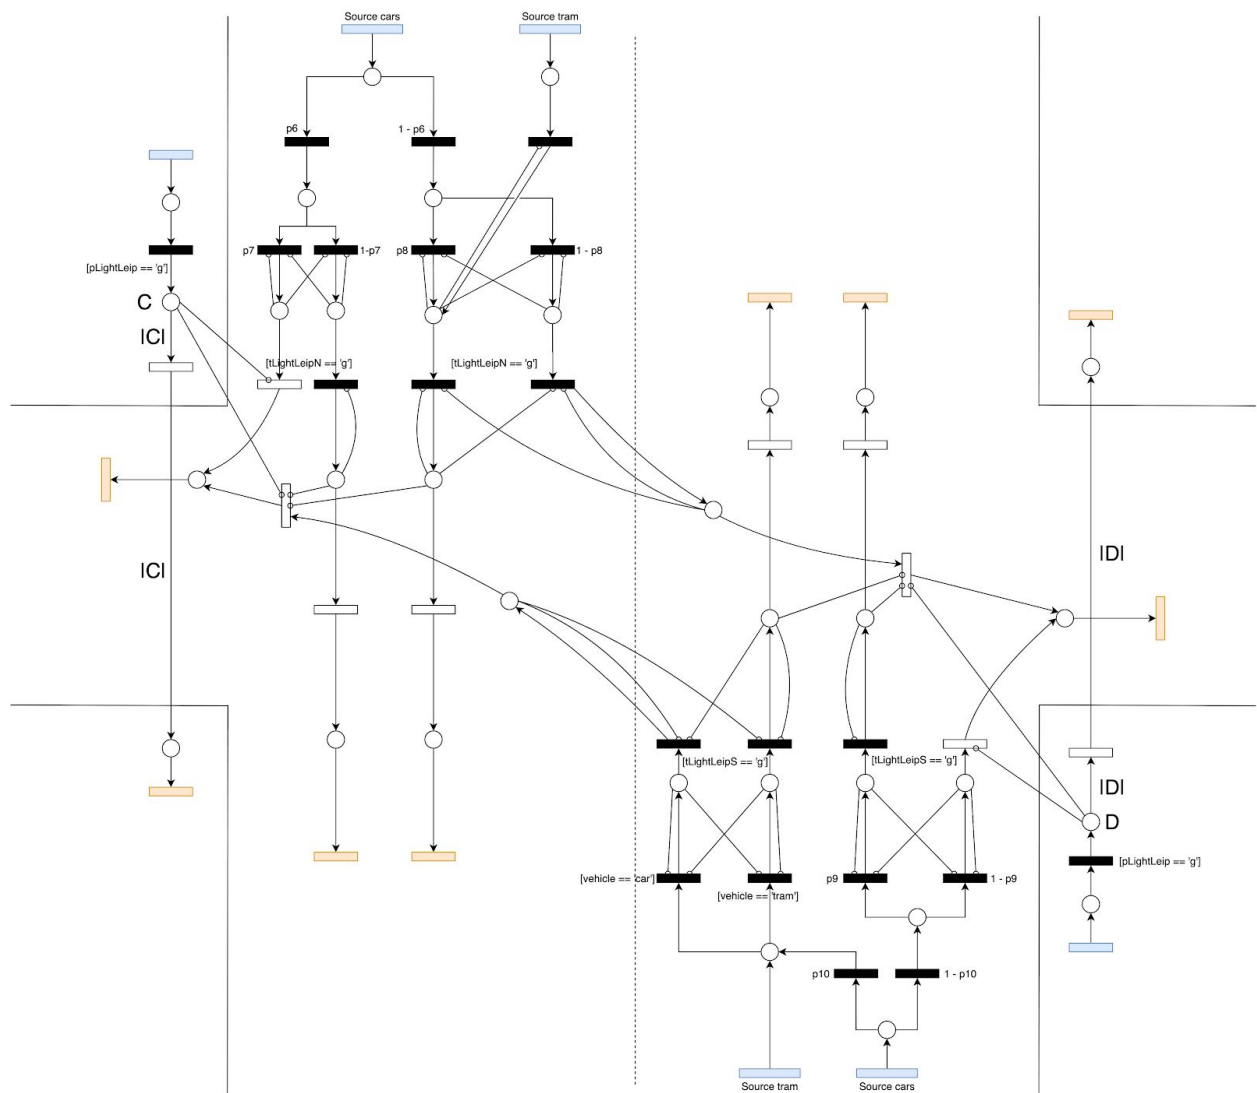 Source cars
Source tram
p6
1 - p6
p7
1-p7
p8
1 - p8
[pLightLeip == 'g']
C
|C|
[tLightLeipN == 'g']
[tLightLeipN == 'g']
|C|
|D|
[tLightLeipS == 'g']
[tLightLeipS == 'g']
|D|
D
[pLightLeip == 'g']
[vehicle == 'car']
[vehicle == 'tram']
p9
1 - p9
p10
1 - p10
Source tram
Source cars